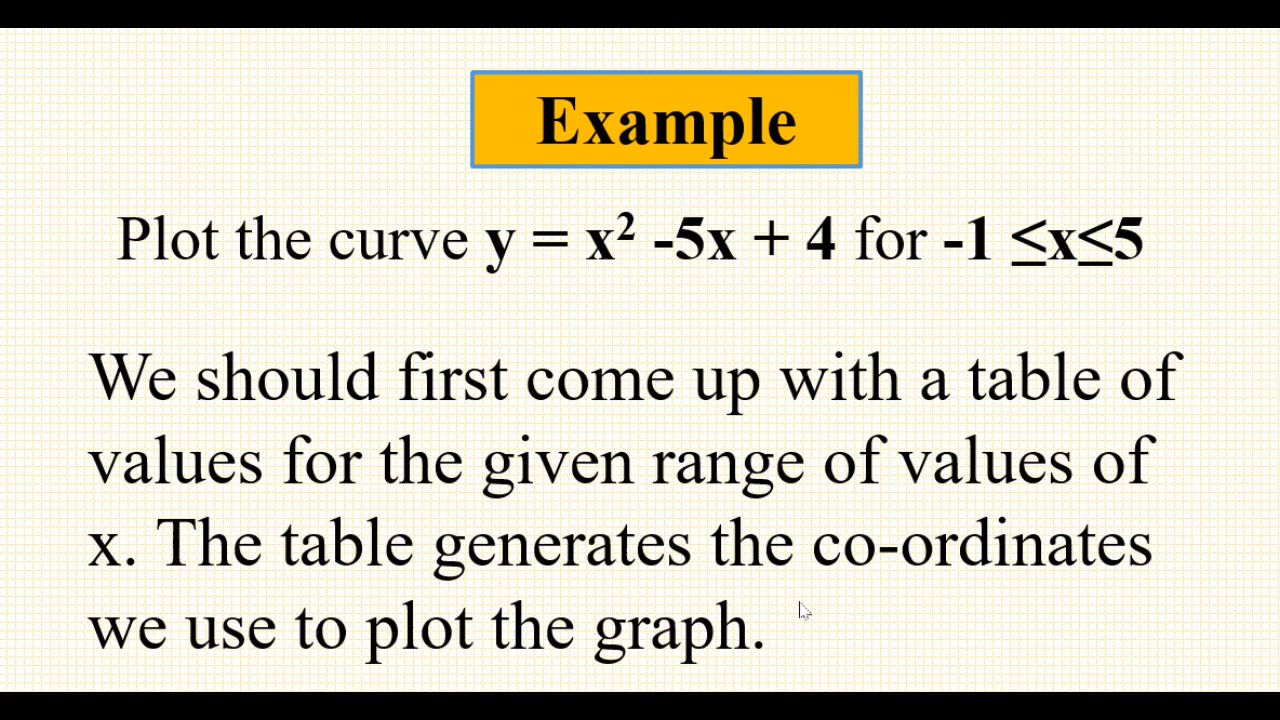 Example
Plot the curve y = x² -5x + 4 for -1 ≤x≤5
We should first come up with a table of
values for the given range of values of
x. The table generates the co-ordinates
we use to plot the graph.